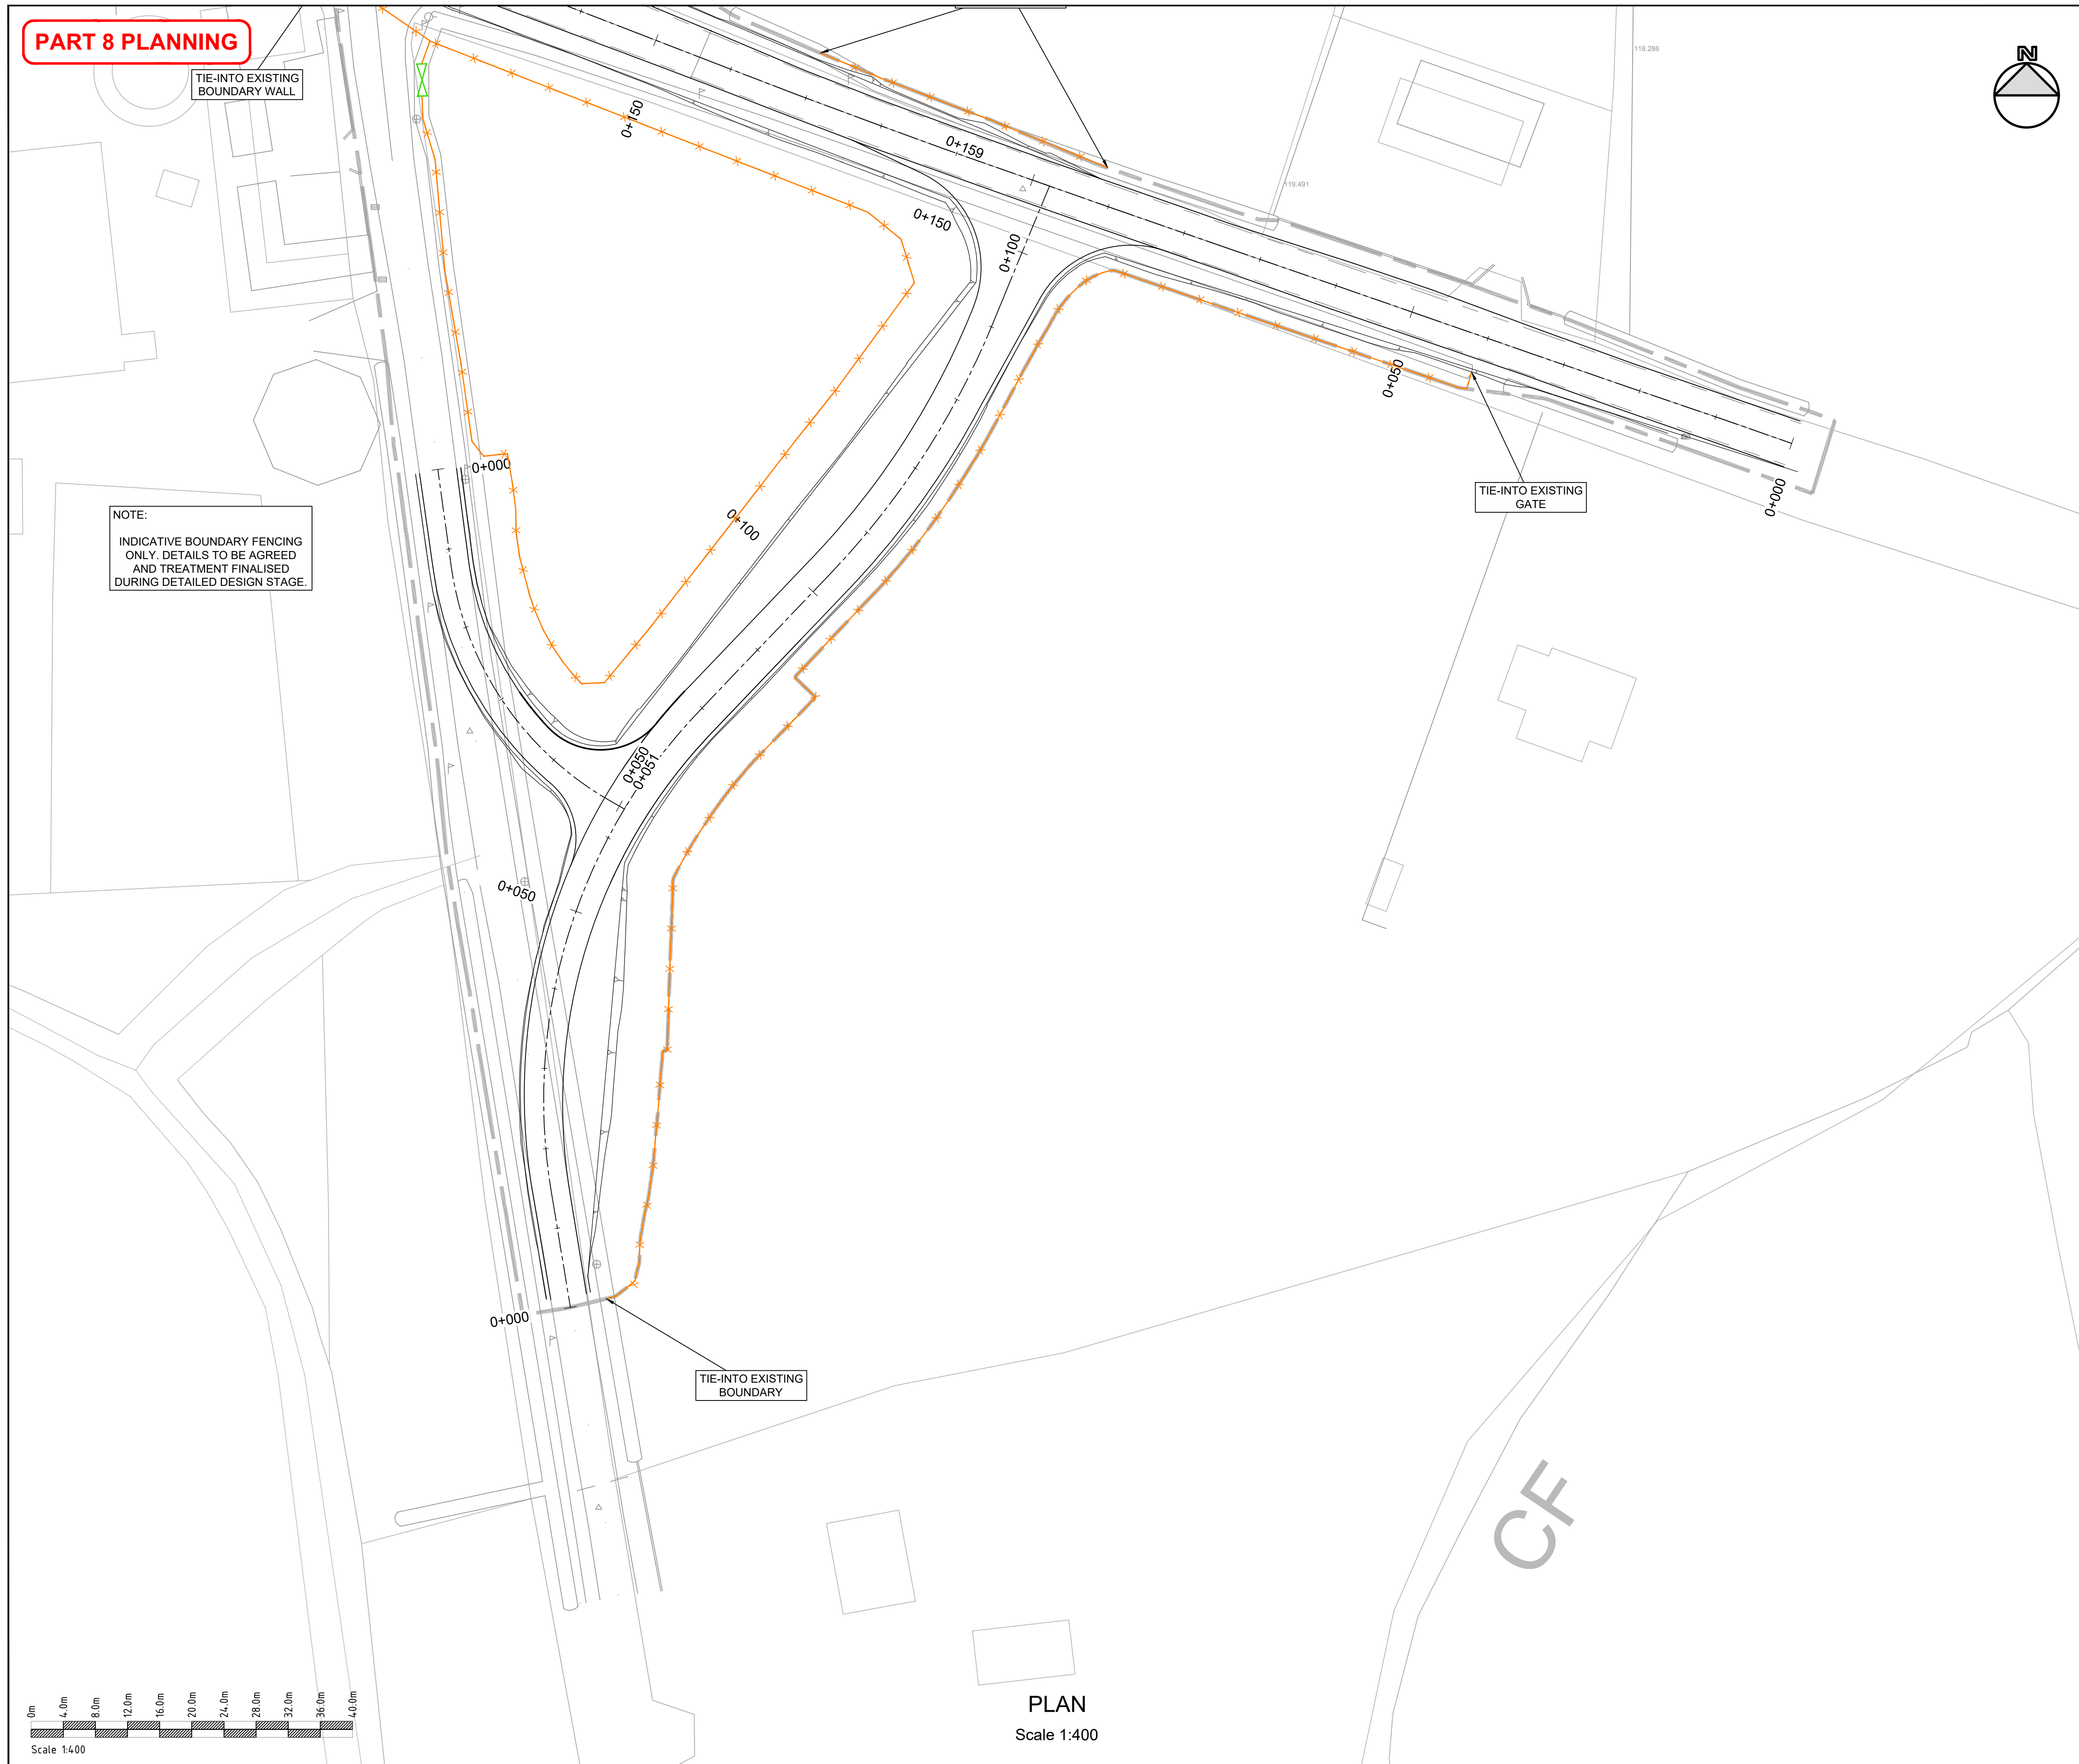 PART 8 PLANNING
TIE-INTO EXISTING
BOUNDARY WALL
N
118.286
119.491
0+150
0+159
0+150
0+100
0+050
0+000
0+000
TIE-INTO EXISTING
GATE
NOTE:
INDICATIVE BOUNDARY FENCING
ONLY. DETAILS TO BE AGREED
AND TREATMENT FINALISED
DURING DETAILED DESIGN STAGE.
0+100
0+050
0+051
0+050
0+000
TIE-INTO EXISTING
BOUNDARY
CF
0m
4.0m
8.0m
12.0m
16.0m
20.0m
24.0m
28.0m
32.0m
36.0m
40.0m
Scale 1:400
PLAN
Scale 1:400